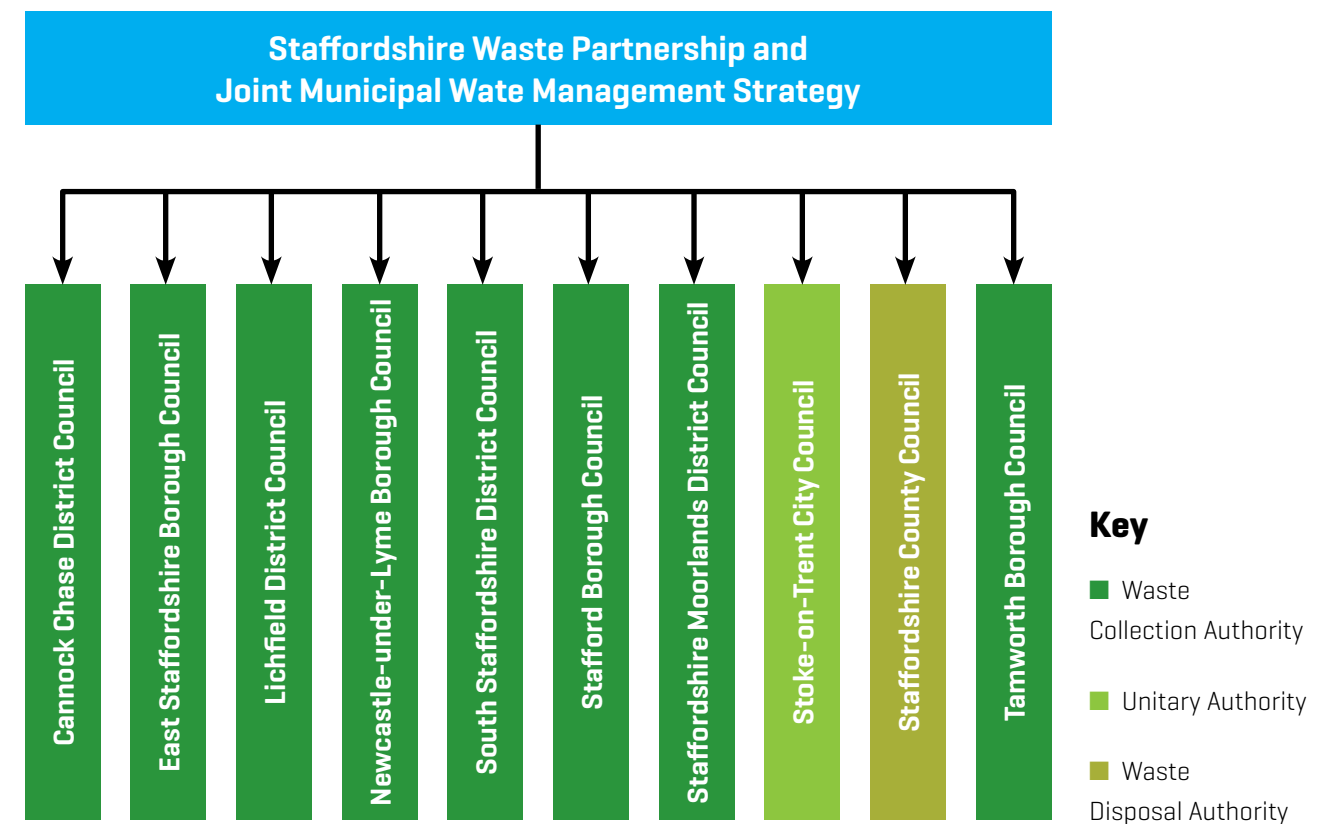 Staffordshire Waste Partnership and
Joint Municipal Wate Management Strategy
Cannock Chase District Council
East Staffordshire Borough Council
Lichfield District Council
Newcastle-under-Lyme Borough Council
South Staffordshire District Council
Stafford Borough Council
Staffordshire Moorlands District Council
Stoke-on-Trent City Council
Staffordshire County Council
Tamworth Borough Council
Key
Waste
Collection Authority
Unitary Authority
Waste
Disposal Authority